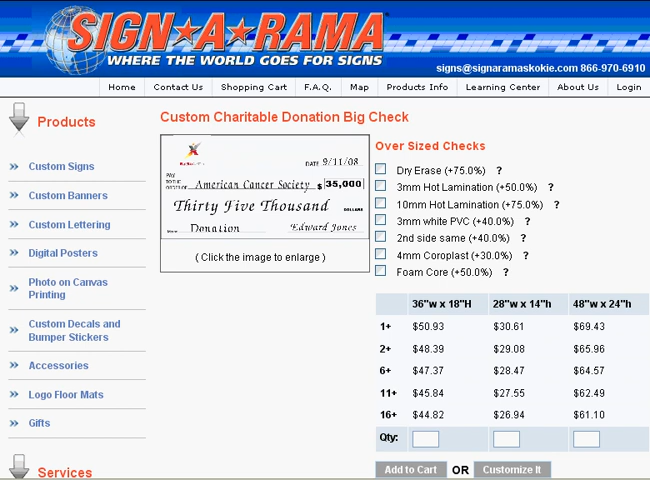 SIGN★A★RAMA
WHERE THE WORLD GOES FOR SIGNS
signs@signaramaskokie.com 866-970-6910
Home Contact Us Shopping Cart F.A.Q. Map Products Info Learning Center About Us Login
Products
Custom Signs
Custom Banners
Custom Lettering
Digital Posters
Photo on Canvas
Printing
Custom Decals and
Bumper Stickers
Accessories
Logo Floor Mats
Gifts
Services
Custom Charitable Donation Big Check
DATE 9/11/08
PAY
TO THE
ORDER OF American Cancer Society $ 35,000
Thirty Five Thousand DOLLARS
Donation Edward Jones
( Click the image to enlarge )
Over Sized Checks
Dry Erase (+75.0%) ?
3mm Hot Lamination (+50.0%) ?
10mm Hot Lamination (+75.0%) ?
3mm white PVC (+40.0%) ?
2nd side same (+40.0%) ?
4mm Coroplast (+30.0%) ?
Foam Core (+50.0%) ?
36"w x 18"H 28"w x 14"h 48"w x 24"h
1+ $50.93 $30.61 $69.43
2+ $48.39 $29.08 $65.96
6+ $47.37 $28.47 $64.57
11+ $45.84 $27.55 $62.49
16+ $44.82 $26.94 $61.10
Qty:
Add to Cart OR Customize It